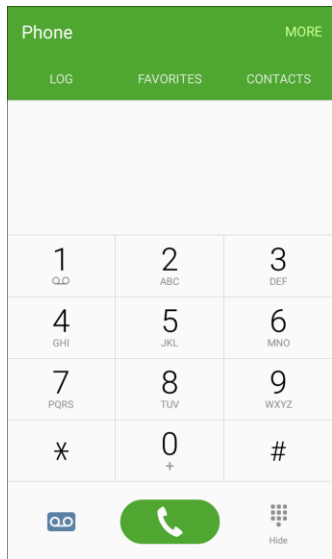 Phone MORE
LOG FAVORITES CONTACTS
1 2 3
ABC DEF
4 5 6
GHI JKL MNO
7 8 9
PQRS TUV WXYZ
* 0 #
+
Hide